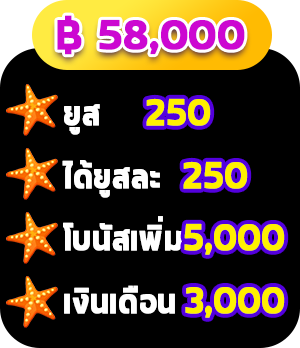 ฿ 58,000
ยูส 250
ได้ยูสละ 250
โบนัสเพิ่ม 5,000
เงินเดือน 3,000